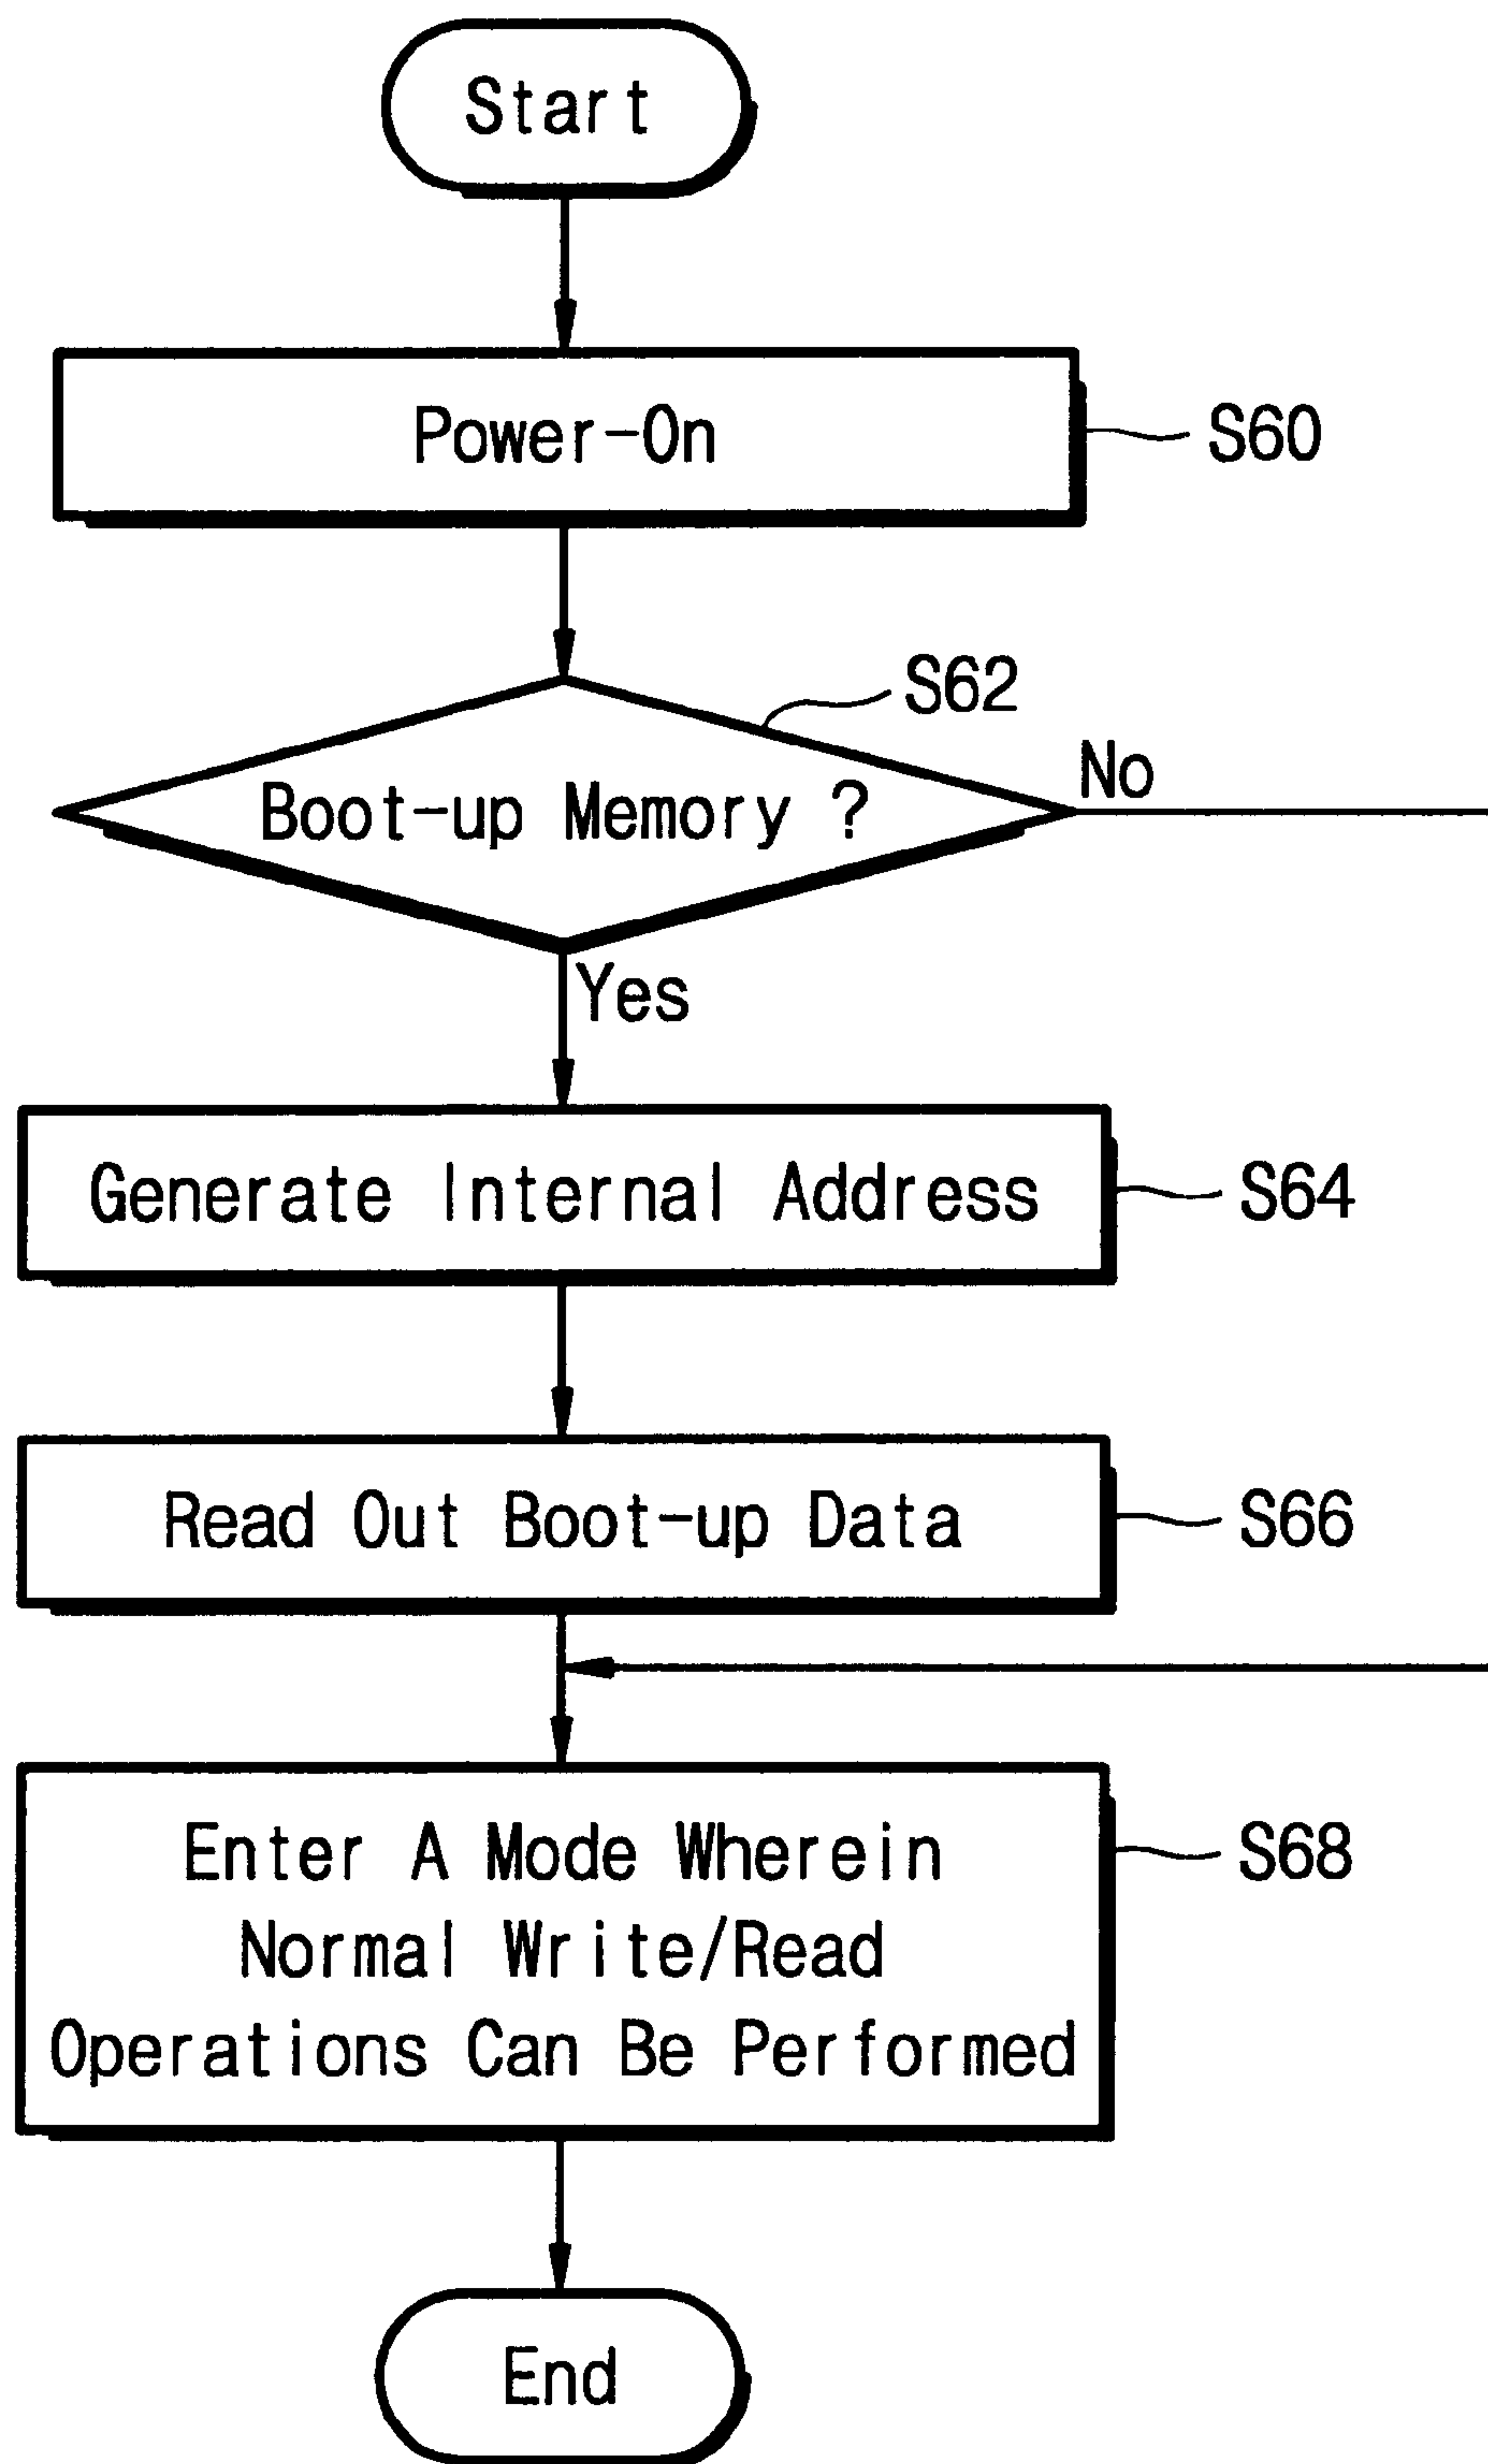 Start
Power-On
S60
S62
Boot-up Memory ?
No
Yes
Generate Internal Address
S64
Read Out Boot-up Data
S66
Enter A Mode Wherein
Normal Write/Read
Operations Can Be Performed
S68
End